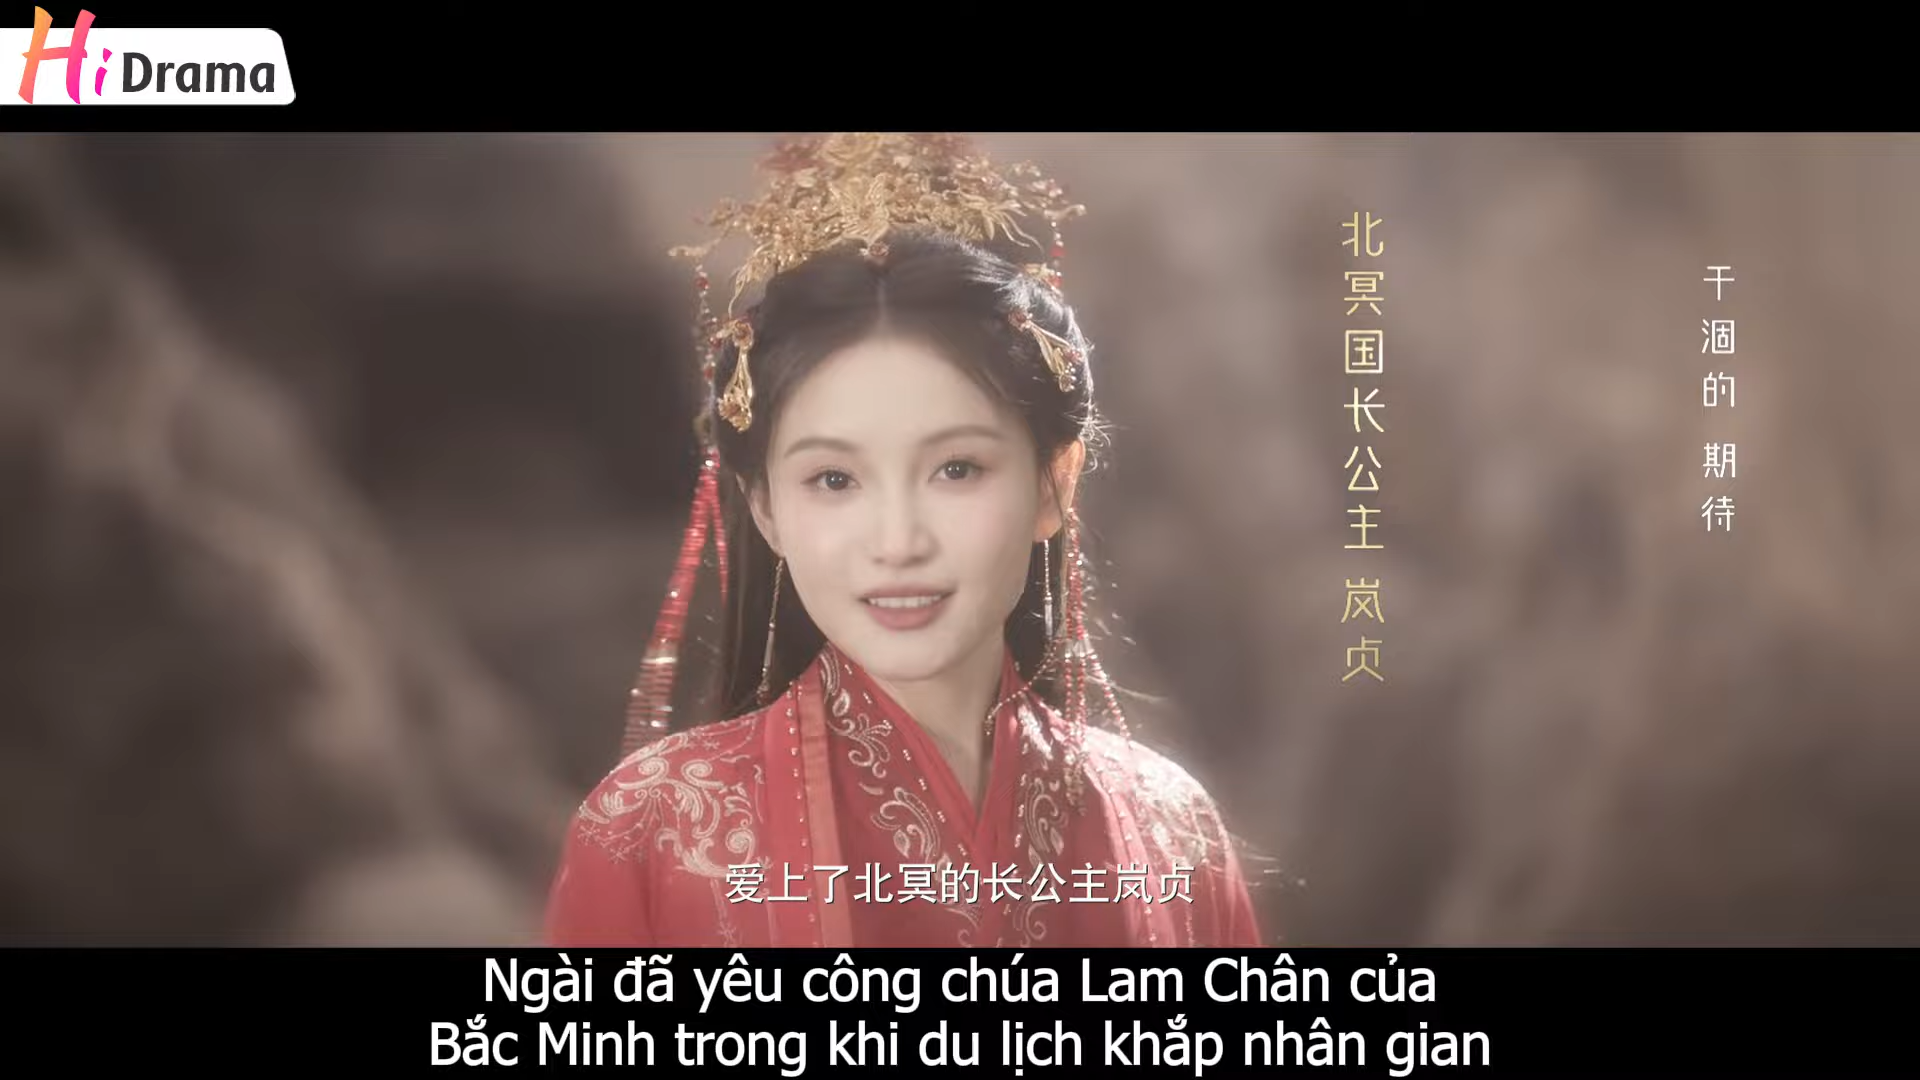 Hi Drama
北冥国长公主 岚贞
干涸的 期待
爱上了北冥的长公主岚贞
Ngài đã yêu công chúa Lam Chân của
Bắc Minh trong khi du lịch khắp nhân gian